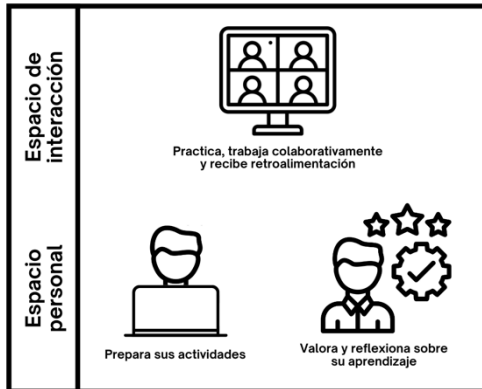 Espacio de
interacción
Practica, trabaja colaborativamente
y recibe retroalimentación
Espacio
personal
Prepara sus actividades
Valora y reflexiona sobre
su aprendizaje